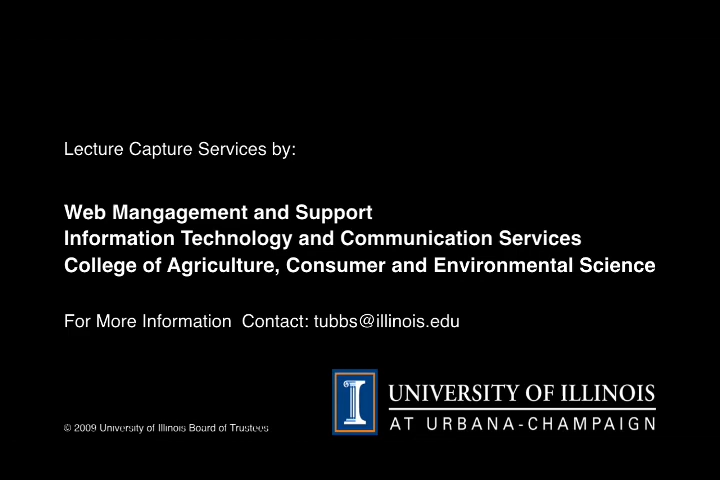 Lecture Capture Services by:
Web Mangagement and Support
Information Technology and Communication Services
College of Agriculture, Consumer and Environmental Science
For More Information  Contact: tubbs@illinois.edu
© 2009 University of Illinois Board of Trustees
I
UNIVERSITY OF ILLINOIS
AT URBANA-CHAMPAIGN